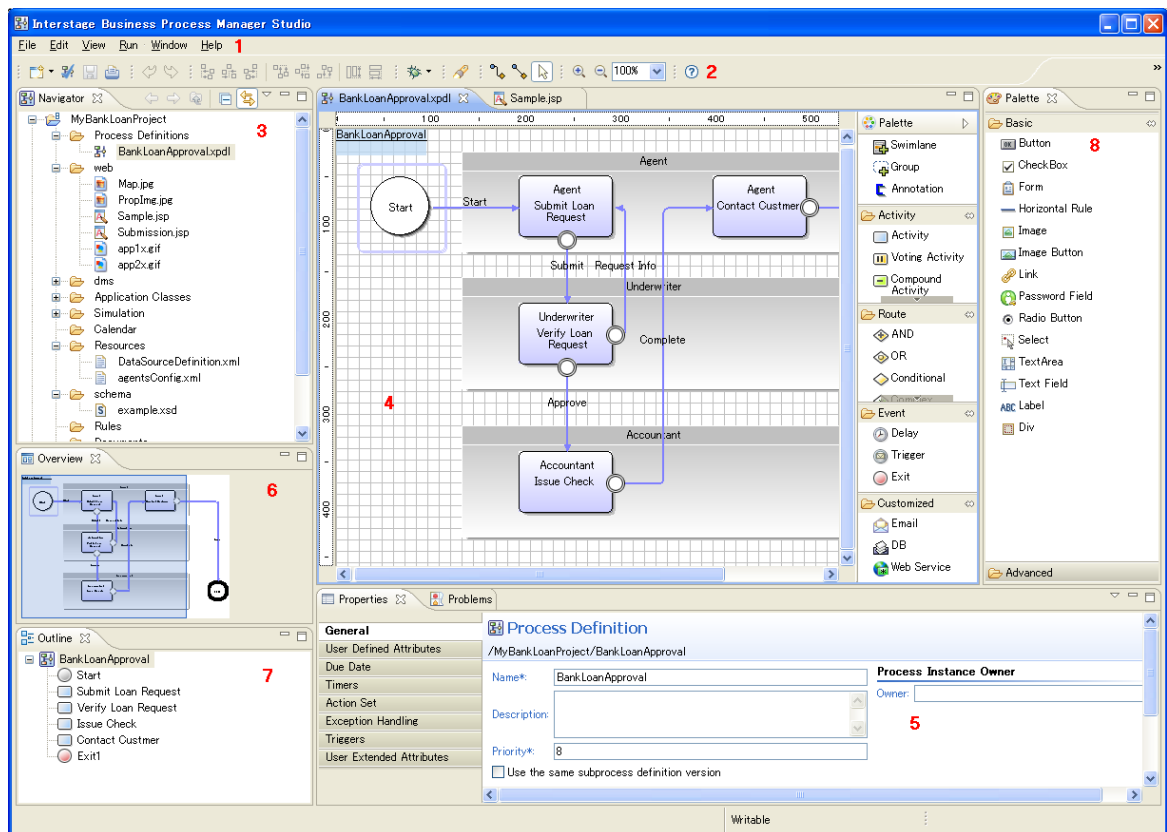 Interstage Business Process Manager Studio
File Edit View Run Window Help 1
100% 2
»
Navigator
3
MyBankLoanProject
Process Definitions
BankLoanApproval.xpdl
web
Map.jpg
PropImg.jpg
Sample.jsp
Submission.jsp
app1x.gif
app2x.gif
dms
Application Classes
Simulation
Calendar
Resources
DataSourceDefinition.xml
agentsConfig.xml
schema
example.xsd
Rules
Overview
6
Outline
7
BankLoanApproval
Start
Submit Loan Request
Verify Loan Request
Issue Check
Contact Custmer
Exit1
BankLoanApproval.xpdl Sample.jsp
0 100 200 300 400 500
0
100
200
300
400
BankLoanApproval
Agent
Start
Start
Agent
Submit Loan
Request
Agent
Contact Custmer
Submit Request Info
Underwriter
Underwriter
Verify Loan
Request
Complete
4
Approve
Accountant
Accountant
Issue Check
Palette
Swimlane
Group
Annotation
Activity
Activity
Voting Activity
Compound
Activity
Route
AND
OR
Conditional
Event
Delay
Trigger
Exit
Customized
Email
DB
Web Service
Palette
Basic
8
Button
CheckBox
Form
Horizontal Rule
Image
Image Button
Link
Password Field
Radio Button
Select
TextArea
Text Field
ABC Label
Div
Advanced
Properties Problems
General
User Defined Attributes
Due Date
Timers
Action Set
Exception Handling
Triggers
User Extended Attributes
Process Definition
/MyBankLoanProject/BankLoanApproval
Name*: BankLoanApproval
Description:
Priority*: 8
Use the same subprocess definition version
Process Instance Owner
Owner:
5
Writable